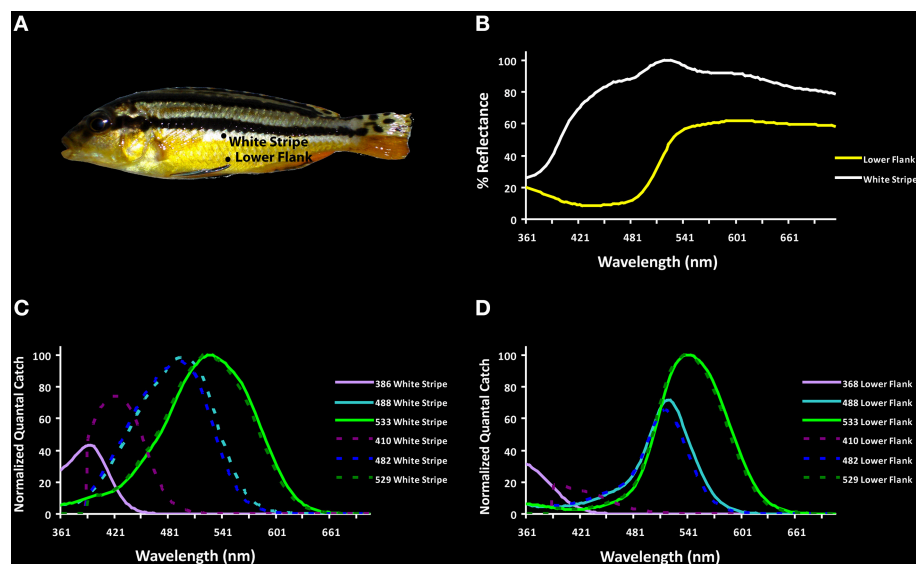 A
White Stripe
Lower Flank
B
100
80
60
40
20
0
% Reflectance
361 421 481 541 601 661
Wavelength (nm)
Lower Flank
White Stripe
C
100
80
60
40
20
0
Normalized Quantal Catch
361 421 481 541 601 661
Wavelength (nm)
386 White Stripe
488 White Stripe
533 White Stripe
410 White Stripe
482 White Stripe
529 White Stripe
D
100
80
60
40
20
0
Normalized Quantal Catch
361 421 481 541 601 661
Wavelength (nm)
368 Lower Flank
488 Lower Flank
533 Lower Flank
410 Lower Flank
482 Lower Flank
529 Lower Flank